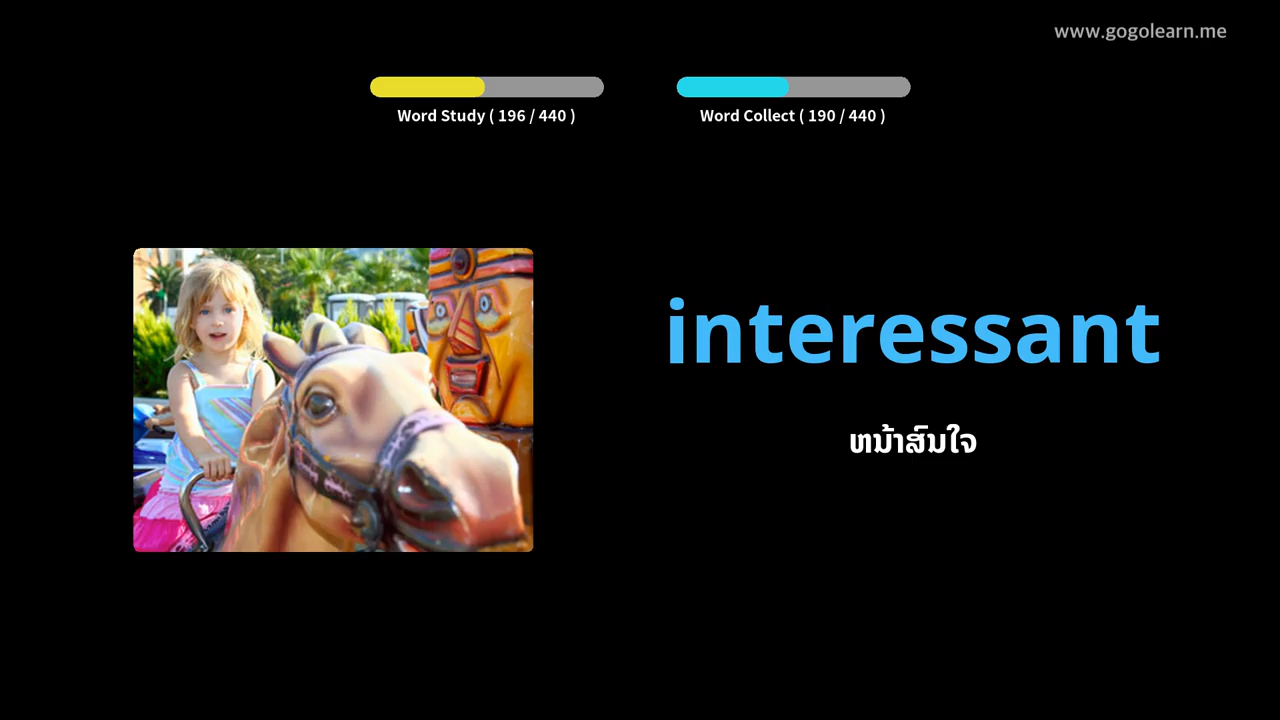 www.gogolearn.me
Word Study ( 196 / 440 )
Word Collect ( 190 / 440 )
interessant
ຫນ້າສົນໃຈ